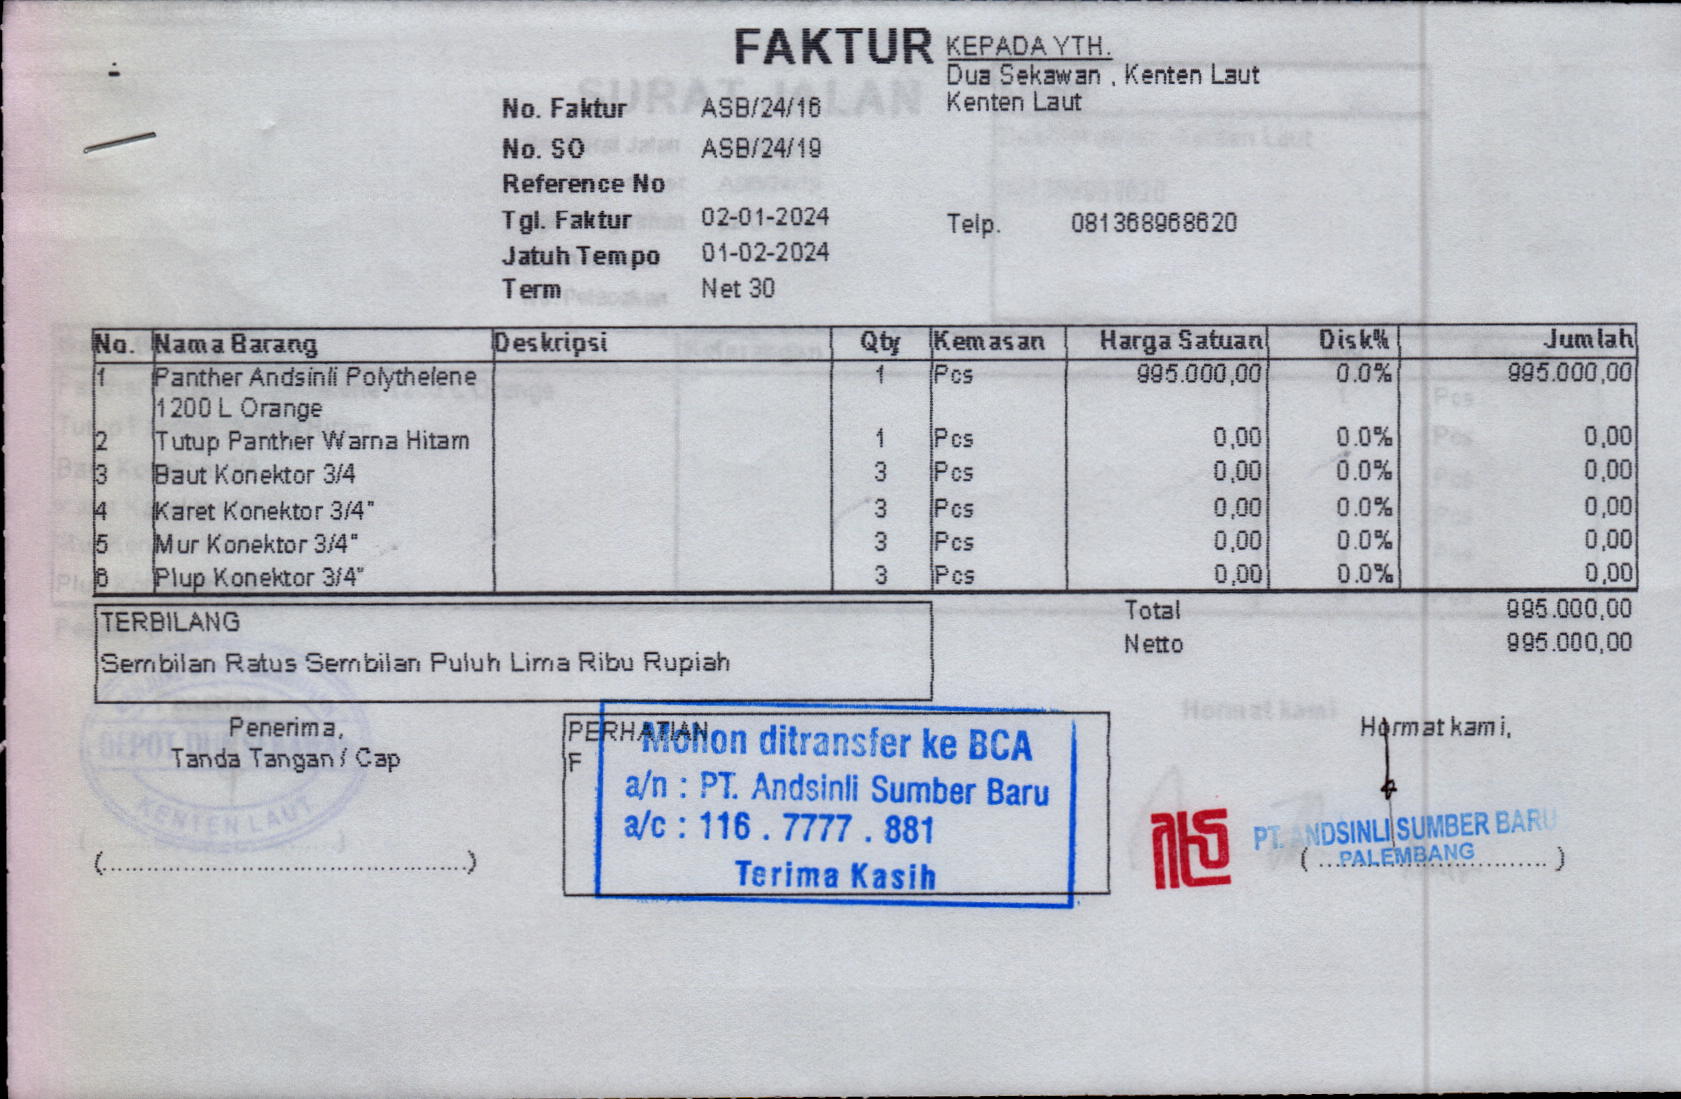 FAKTUR
KEPADA YTH.
Dua Sekawan , Kenten Laut
Kenten Laut
No. Faktur ASB/24/16
No. SO ASB/24/19
Reference No
Tgl. Faktur 02-01-2024
Telp. 081368968620
Jatuh Tempo 01-02-2024
Term Net 30
No. Nama Barang Deskripsi Qty Kemasan Harga Satuan Disk% Jumlah
1 Panther Andsinli Polythelene 1 Pcs 995.000,00 0.0% 995.000,00
1200 L Orange
2 Tutup Panther Warna Hitam 1 Pcs 0,00 0.0% 0,00
3 Baut Konektor 3/4 3 Pcs 0,00 0.0% 0,00
4 Karet Konektor 3/4" 3 Pcs 0,00 0.0% 0,00
5 Mur Konektor 3/4" 3 Pcs 0,00 0.0% 0,00
6 Plup Konektor 3/4" 3 Pcs 0,00 0.0% 0,00
Total 995.000,00
Netto 995.000,00
TERBILANG
Sembilan Ratus Sembilan Puluh Lima Ribu Rupiah
Penerima,
Tanda Tangan / Cap
(..........................................)
PERHATIAN
F
Mohon ditransfer ke BCA
a/n : PT. Andsinli Sumber Baru
a/c : 116 . 7777 . 881
Terima Kasih
Hormat kami,
PT. ANDSINLI SUMBER BARU
PALEMBANG
KENTEN LAUT